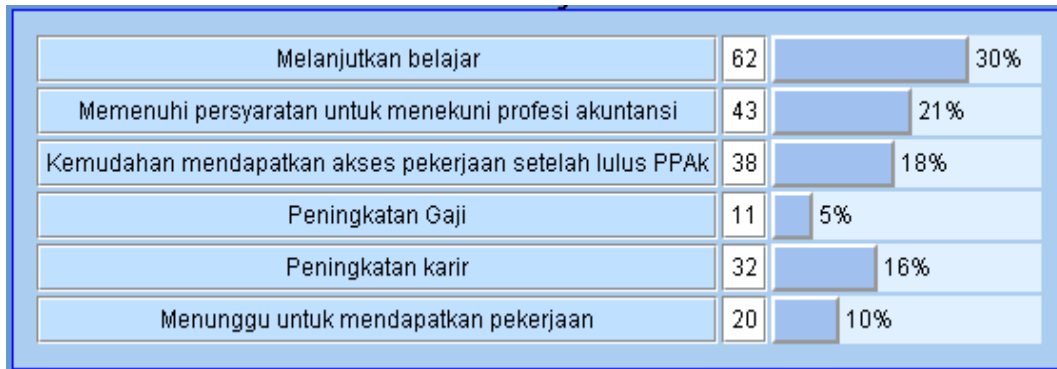 Melanjutkan belajar 62 30%
Memenuhi persyaratan untuk menekuni profesi akuntansi 43 21%
Kemudahan mendapatkan akses pekerjaan setelah lulus PPAk 38 18%
Peningkatan Gaji 11 5%
Peningkatan karir 32 16%
Menunggu untuk mendapatkan pekerjaan 20 10%